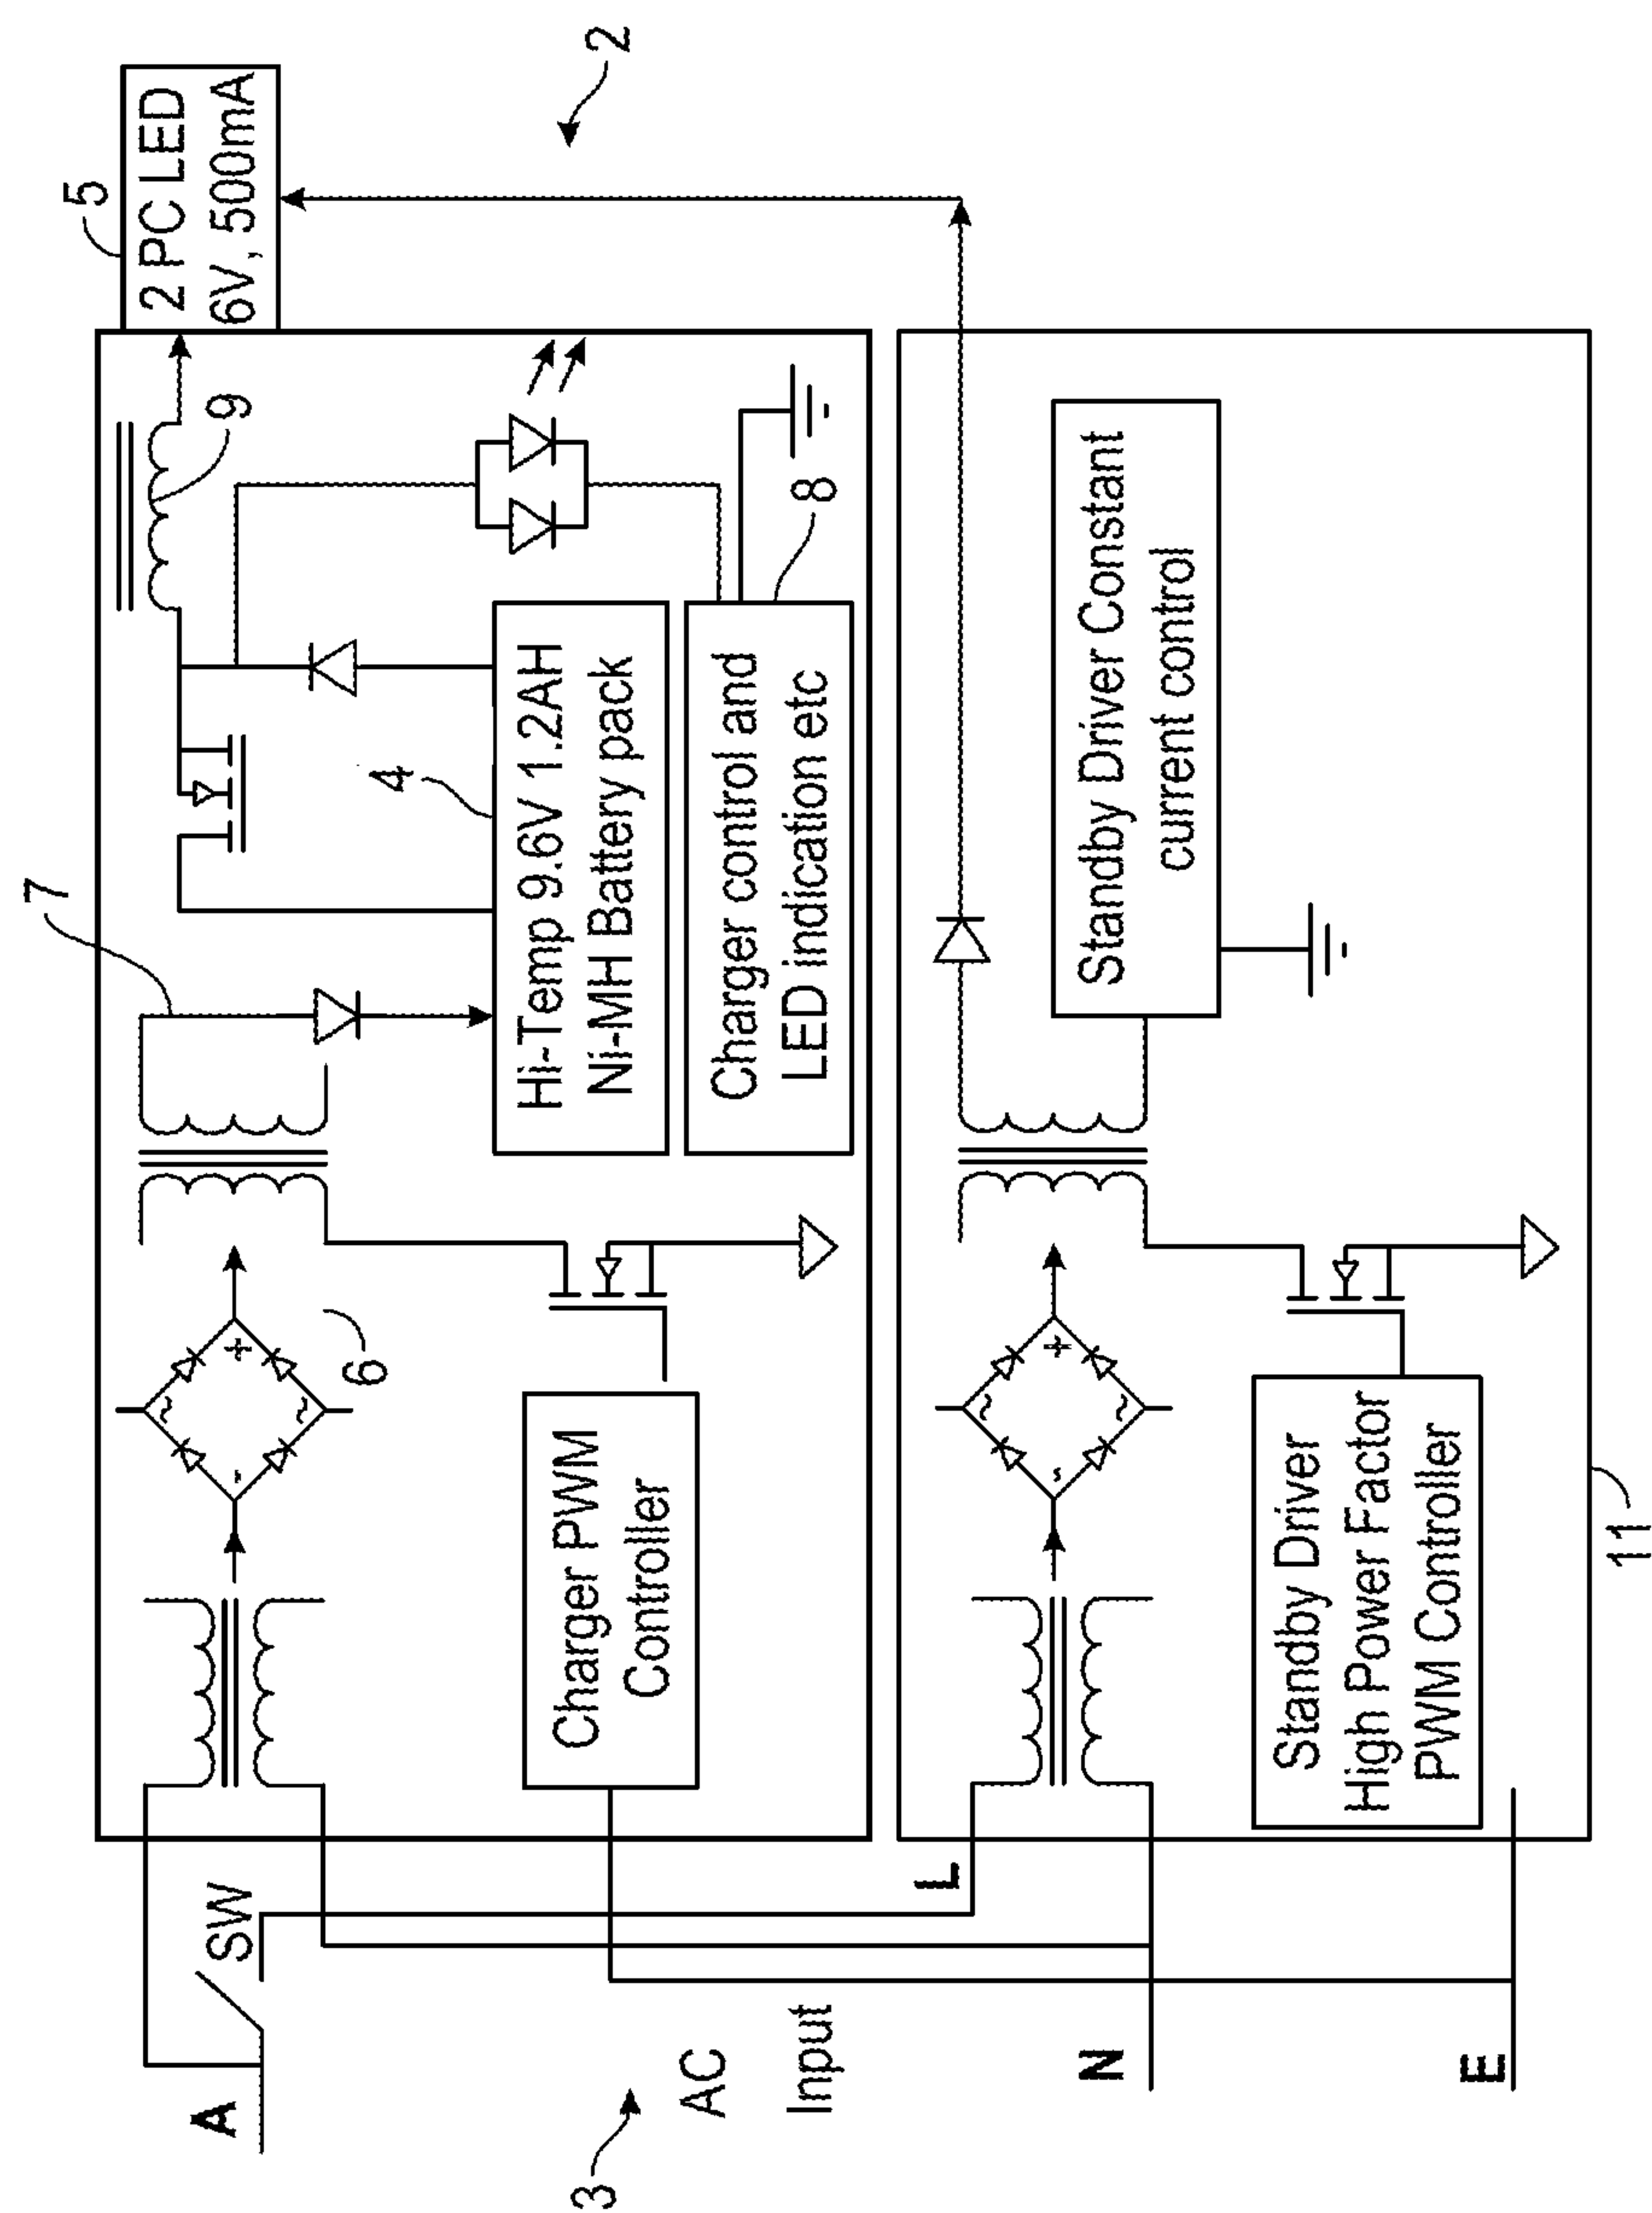 2
5
2 PC LED
6V, 500mA
9
7
4
Hi-Temp 9.6V 1.2AH
Ni-MH Battery pack
8
Charger control and
LED indication etc
6
~
+
~
-
Charger PWM
Controller
A
SW
3
AC
Input
L
N
E
Standby Driver Constant
current control
~
+
~
-
Standby Driver
High Power Factor
PWM Controller
11